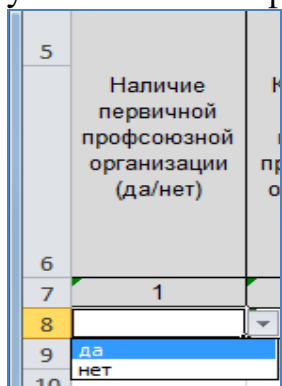 5
Наличие
первичной
профсоюзной
организации
(да/нет)
6
7 1
8
9 да
нет
10